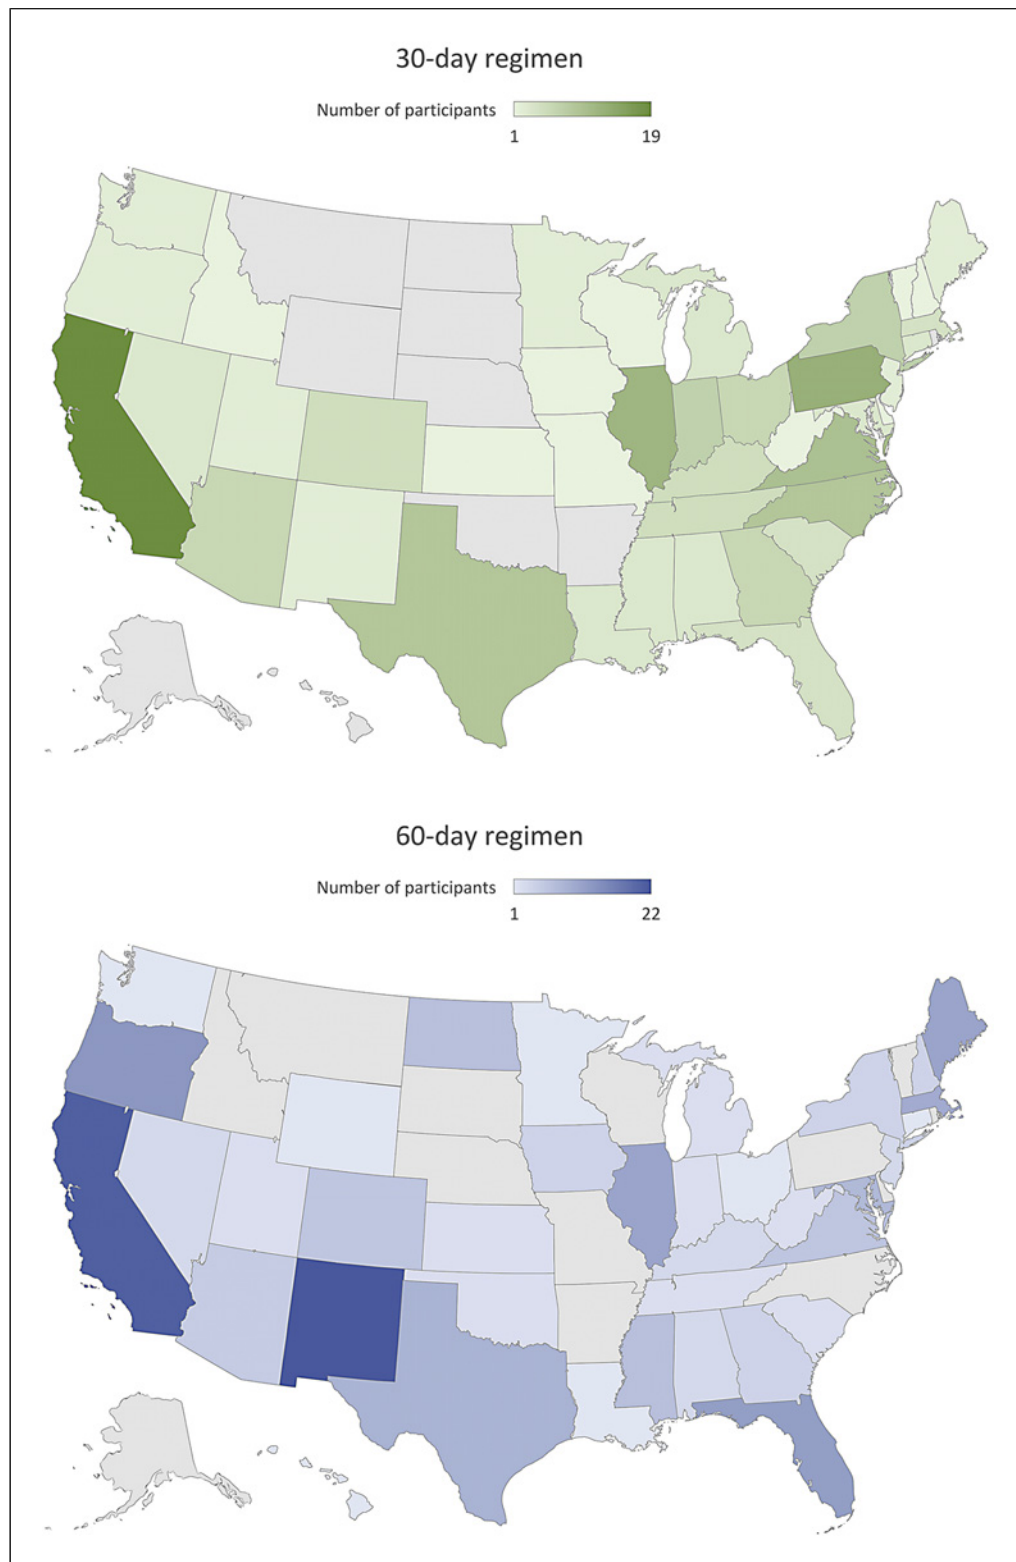 30-day regimen
Number of participants
1 19
60-day regimen
Number of participants
1 22